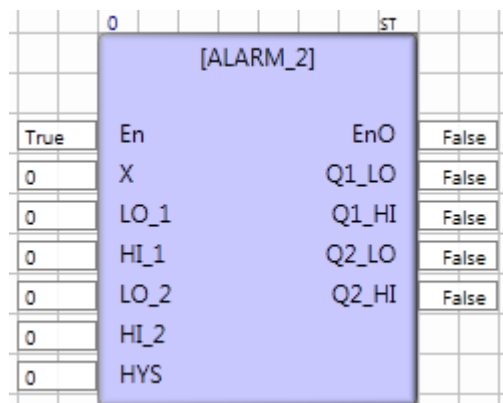 0 ST
[ALARM_2]
True En EnO False
0 X Q1_LO False
0 LO_1 Q1_HI False
0 HI_1 Q2_LO False
0 LO_2 Q2_HI False
0 HI_2
0 HYS